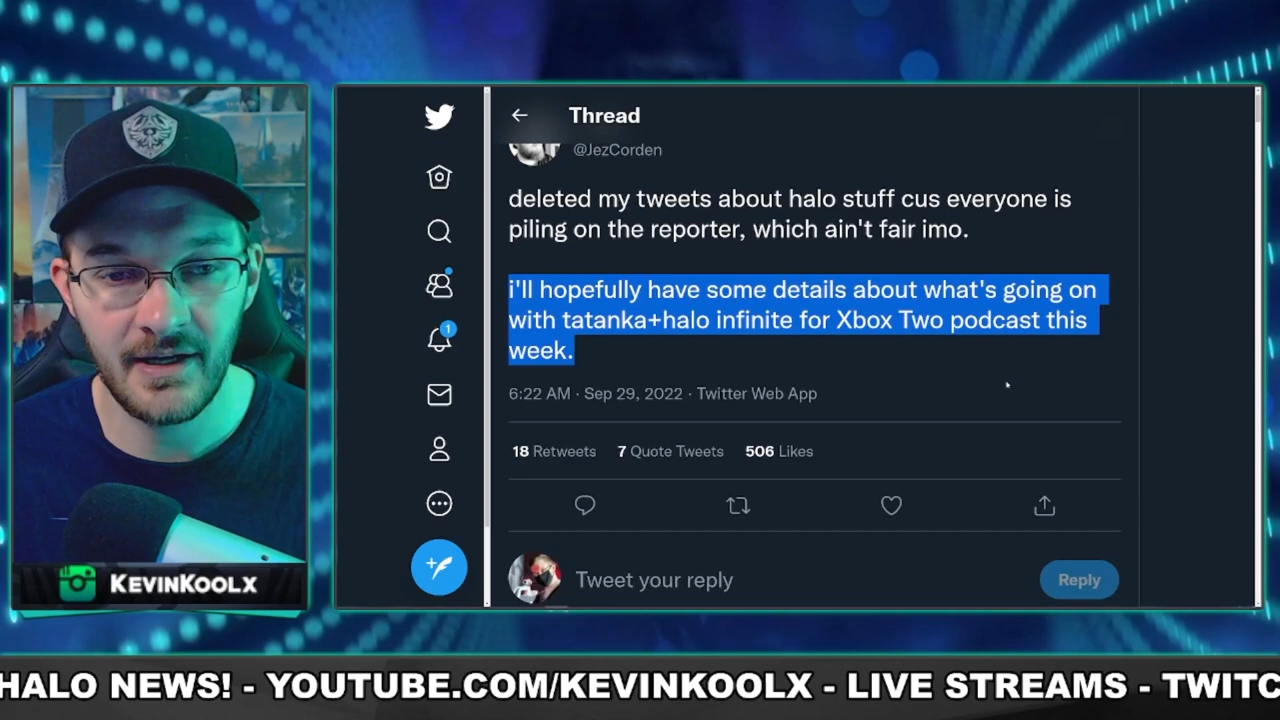 Thread
@JezCorden
deleted my tweets about halo stuff cus everyone is
piling on the reporter, which ain't fair imo.
i'll hopefully have some details about what's going on
with tatanka+halo infinite for Xbox Two podcast this
week.
6:22 AM · Sep 29, 2022 · Twitter Web App
18 Retweets 7 Quote Tweets 506 Likes
1
Tweet your reply
Reply
KEVINKOOLX
HALO NEWS! - YOUTUBE.COM/KEVINKOOLX - LIVE STREAMS - TWITC